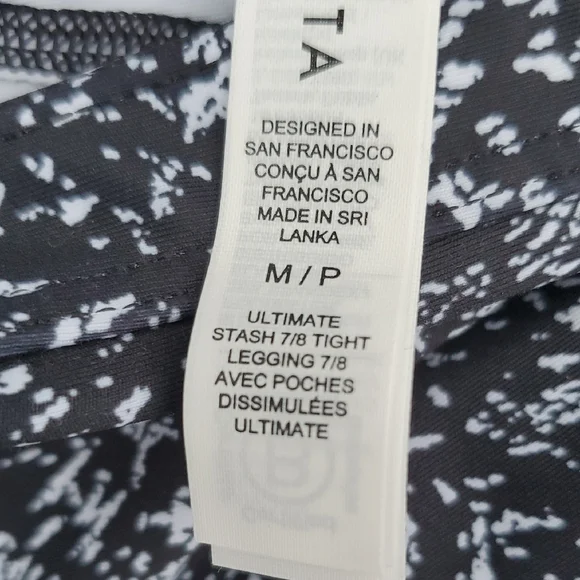 TA
DESIGNED IN
SAN FRANCISCO
CONÇU À SAN
FRANCISCO
MADE IN SRI
LANKA
M / P
ULTIMATE
STASH 7/8 TIGHT
LEGGING 7/8
AVEC POCHES
DISSIMULÉES
ULTIMATE